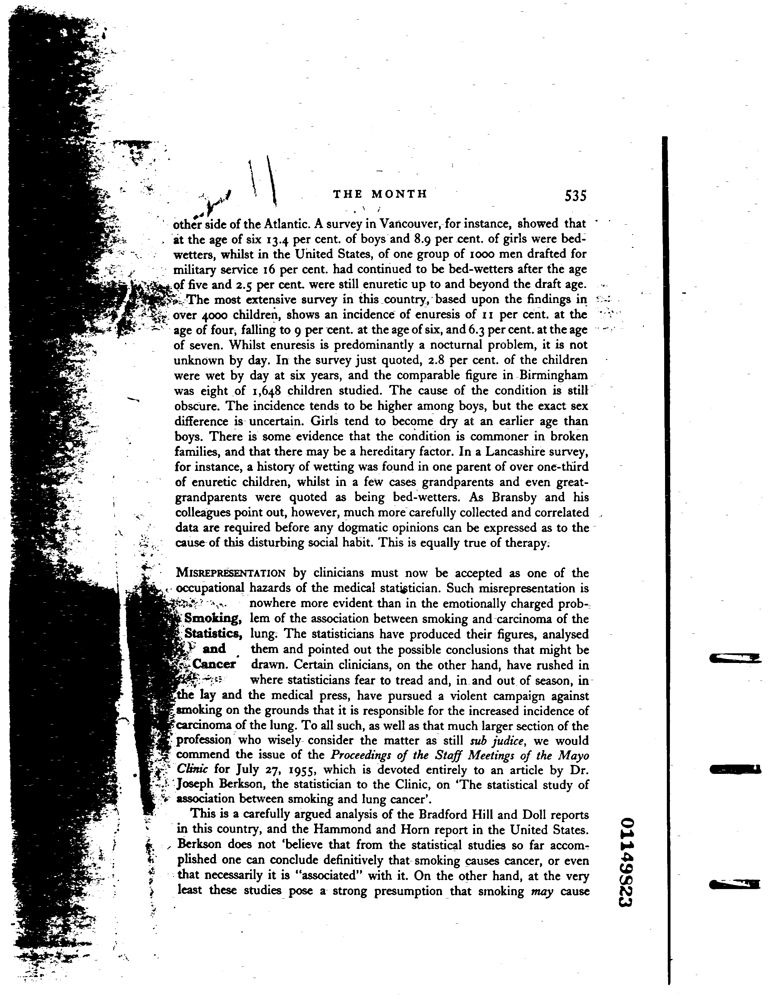 THE MONTH 535
other side of the Atlantic. A survey in Vancouver, for instance, showed that
at the age of six 13.4 per cent. of boys and 8.9 per cent. of girls were bed-
wetters, whilst in the United States, of one group of 1000 men drafted for
military service 16 per cent. had continued to be bed-wetters after the age
of five and 2.5 per cent. were still enuretic up to and beyond the draft age.
The most extensive survey in this country, based upon the findings in
over 4000 children, shows an incidence of enuresis of 11 per cent. at the
age of four, falling to 9 per cent. at the age of six, and 6.3 per cent. at the age
of seven. Whilst enuresis is predominantly a nocturnal problem, it is not
unknown by day. In the survey just quoted, 2.8 per cent. of the children
were wet by day at six years, and the comparable figure in Birmingham
was eight of 1,648 children studied. The cause of the condition is still
obscure. The incidence tends to be higher among boys, but the exact sex
difference is uncertain. Girls tend to become dry at an earlier age than
boys. There is some evidence that the condition is commoner in broken
families, and that there may be a hereditary factor. In a Lancashire survey,
for instance, a history of wetting was found in one parent of over one-third
of enuretic children, whilst in a few cases grandparents and even great-
grandparents were quoted as being bed-wetters. As Bransby and his
colleagues point out, however, much more carefully collected and correlated
data are required before any dogmatic opinions can be expressed as to the
cause of this disturbing social habit. This is equally true of therapy.
MISREPRESENTATION by clinicians must now be accepted as one of the
occupational hazards of the medical statistician. Such misrepresentation is
nowhere more evident than in the emotionally charged prob-
Smoking, lem of the association between smoking and carcinoma of the
Statistics, lung. The statisticians have produced their figures, analysed
and them and pointed out the possible conclusions that might be
Cancer drawn. Certain clinicians, on the other hand, have rushed in
where statisticians fear to tread and, in and out of season, in
the lay and the medical press, have pursued a violent campaign against
smoking on the grounds that it is responsible for the increased incidence of
carcinoma of the lung. To all such, as well as that much larger section of the
profession who wisely consider the matter as still sub judice, we would
commend the issue of the Proceedings of the Staff Meetings of the Mayo
Clinic for July 27, 1955, which is devoted entirely to an article by Dr.
Joseph Berkson, the statistician to the Clinic, on 'The statistical study of
association between smoking and lung cancer'.
This is a carefully argued analysis of the Bradford Hill and Doll reports
in this country, and the Hammond and Horn report in the United States.
Berkson does not 'believe that from the statistical studies so far accom-
plished one can conclude definitively that smoking causes cancer, or even
that necessarily it is "associated" with it. On the other hand, at the very
least these studies pose a strong presumption that smoking may cause
01149823